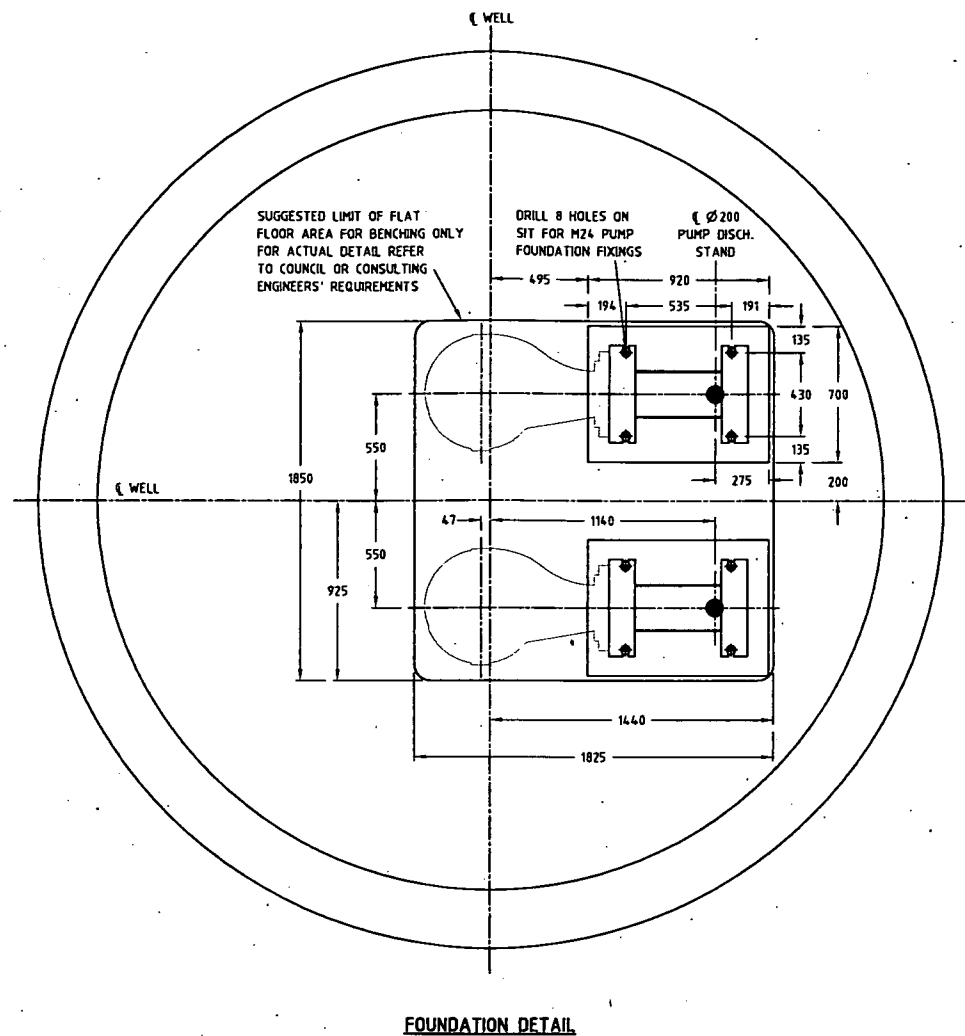 ℄ WELL
SUGGESTED LIMIT OF FLAT
FLOOR AREA FOR BENCHING ONLY
FOR ACTUAL DETAIL REFER
TO COUNCIL OR CONSULTING
ENGINEERS' REQUIREMENTS
DRILL 8 HOLES ON
SIT FOR M24 PUMP
FOUNDATION FIXINGS
℄ Ø200
PUMP DISCH.
STAND
495
920
194
535
191
135
430
700
135
550
1850
275
200
℄ WELL
47
1140
550
925
1440
1825
FOUNDATION DETAIL